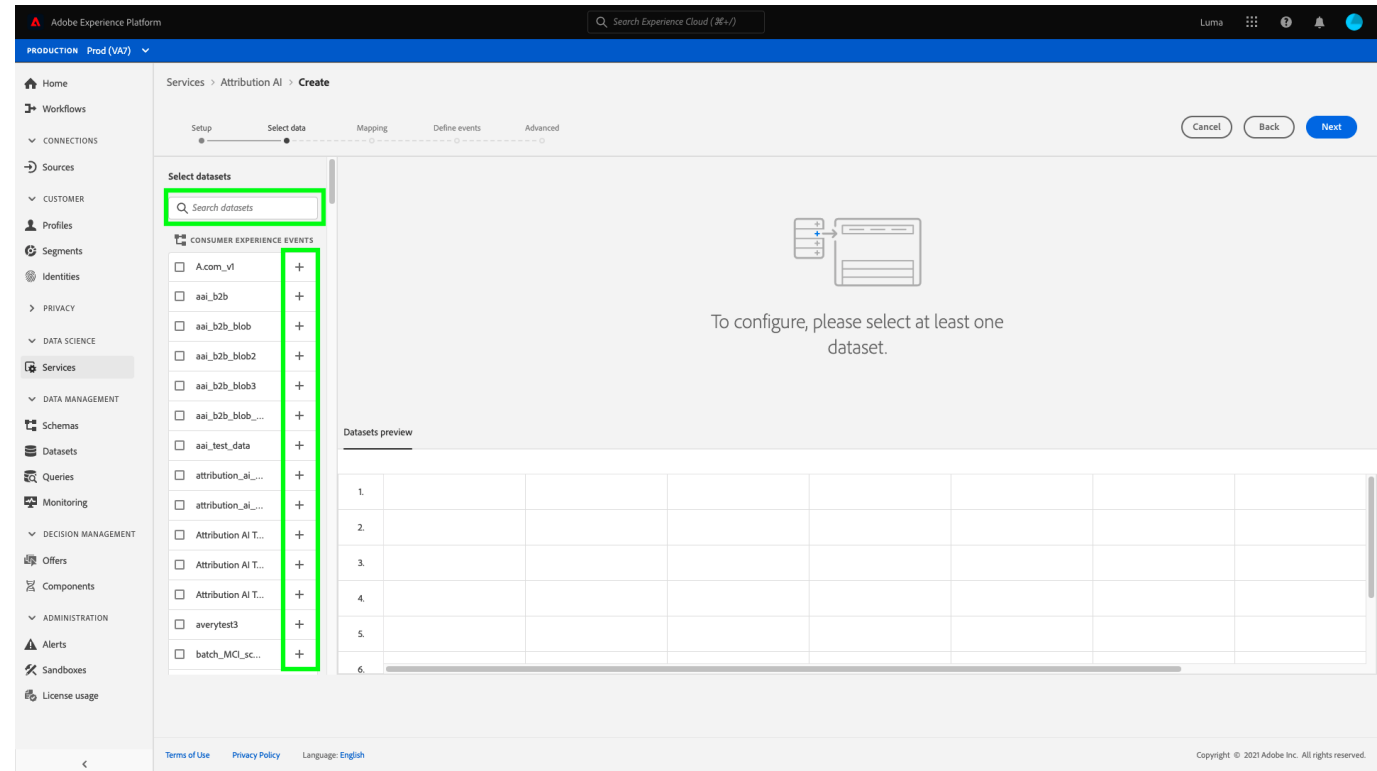 Adobe Experience Platform
Search Experience Cloud (⌘+/)
Luma
PRODUCTION Prod (VA7)
Home
Workflows
CONNECTIONS
Sources
CUSTOMER
Profiles
Segments
Identities
PRIVACY
DATA SCIENCE
Services
DATA MANAGEMENT
Schemas
Datasets
Queries
Monitoring
DECISION MANAGEMENT
Offers
Components
ADMINISTRATION
Alerts
Sandboxes
License usage
Services > Attribution AI > Create
Setup Select data Mapping Define events Advanced
Cancel Back Next
Select datasets
Search datasets
CONSUMER EXPERIENCE EVENTS
A.com_v1
aai_b2b
aai_b2b_blob
aai_b2b_blob2
aai_b2b_blob3
aai_b2b_blob_...
aai_test_data
attribution_ai_...
attribution_ai_...
Attribution AI T...
Attribution AI T...
Attribution AI T...
averytest3
batch_MCI_sc...
To configure, please select at least one
dataset.
Datasets preview
1.
2.
3.
4.
5.
6.
Terms of Use Privacy Policy Language: English
Copyright © 2021 Adobe Inc. All rights reserved.